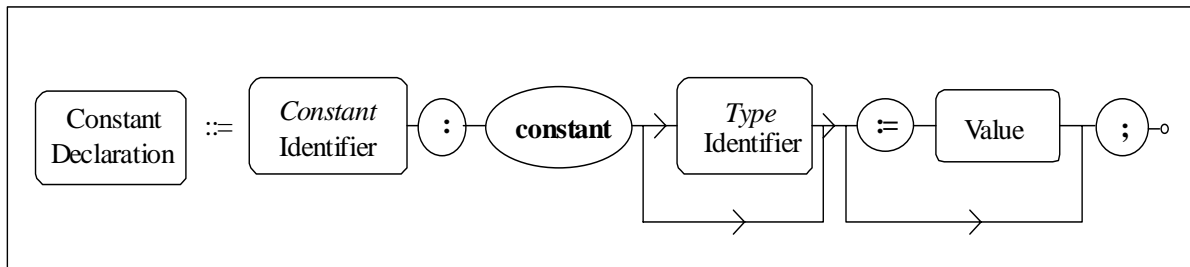 Constant
Declaration
::=
Constant
Identifier
:
constant
Type
Identifier
:=
Value
;